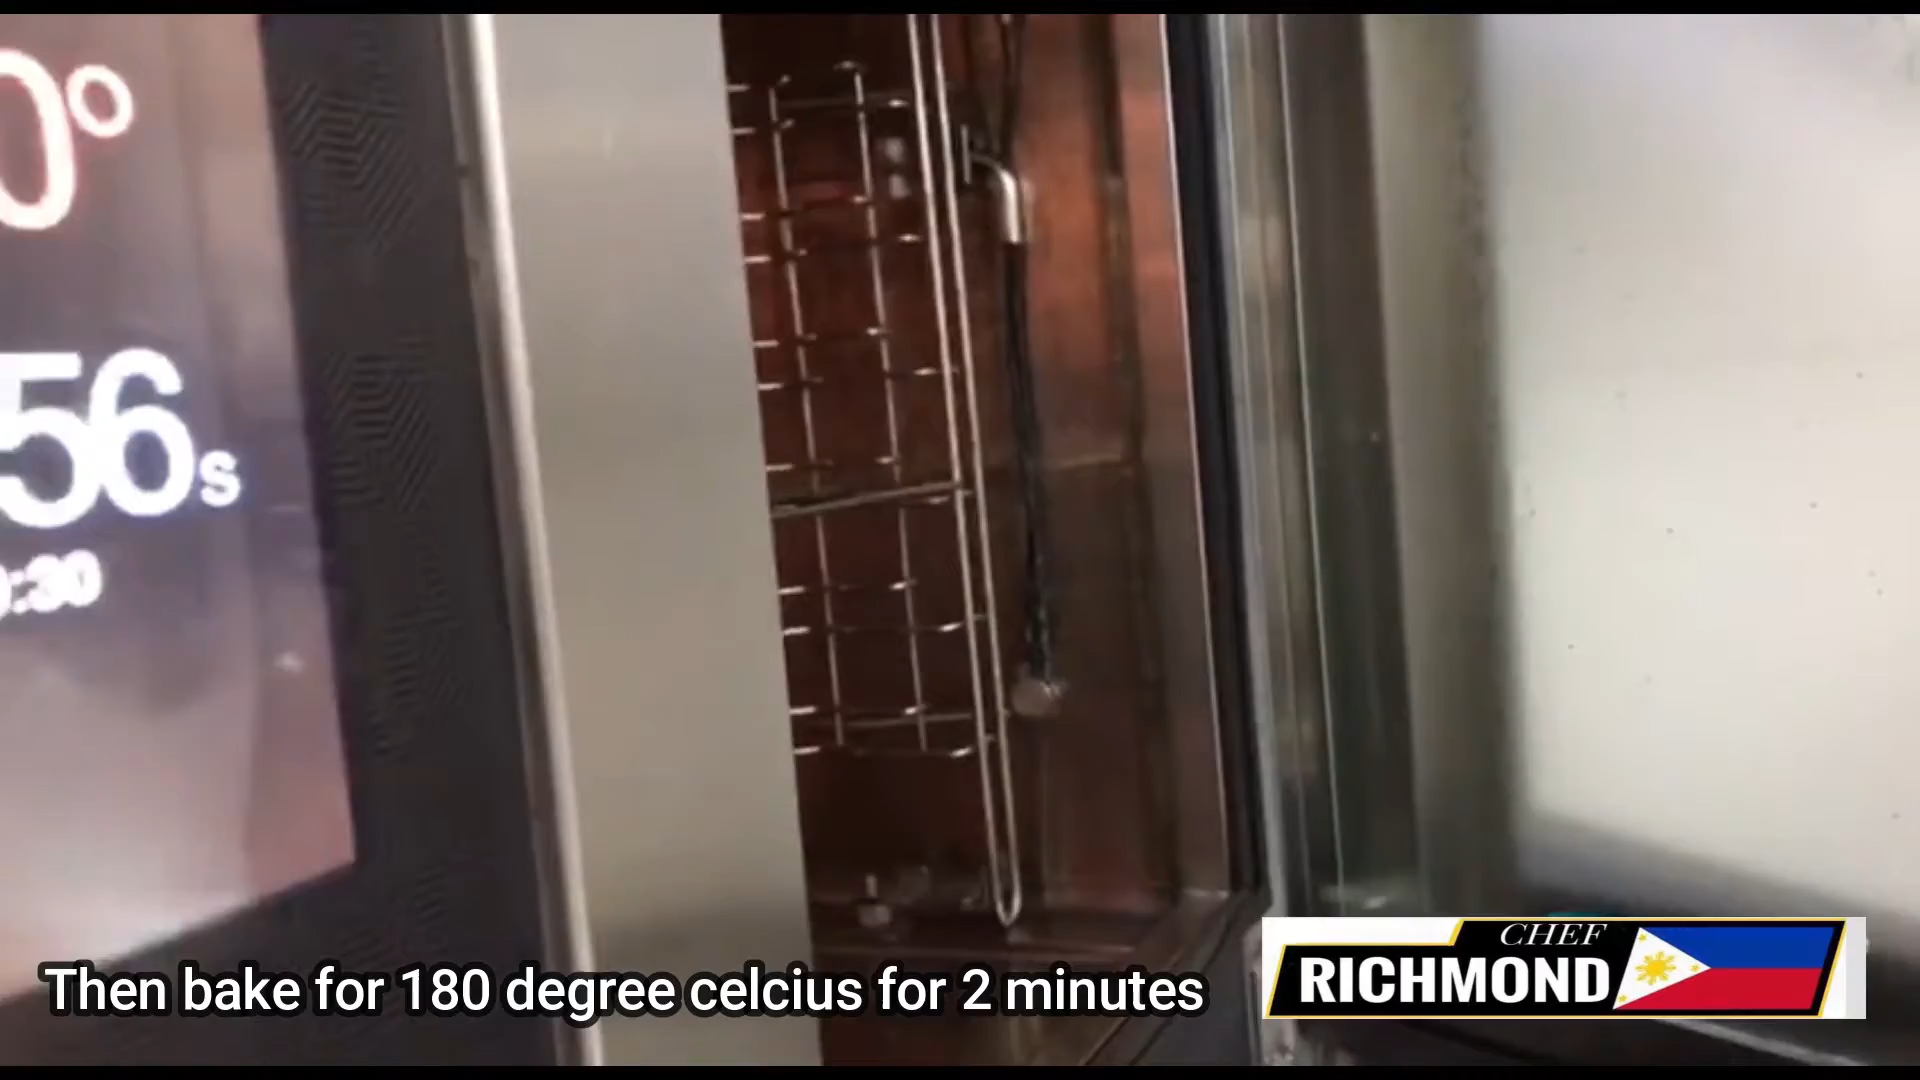 0°
56s
:30
Then bake for 180 degree celcius for 2 minutes
CHEF
RICHMOND